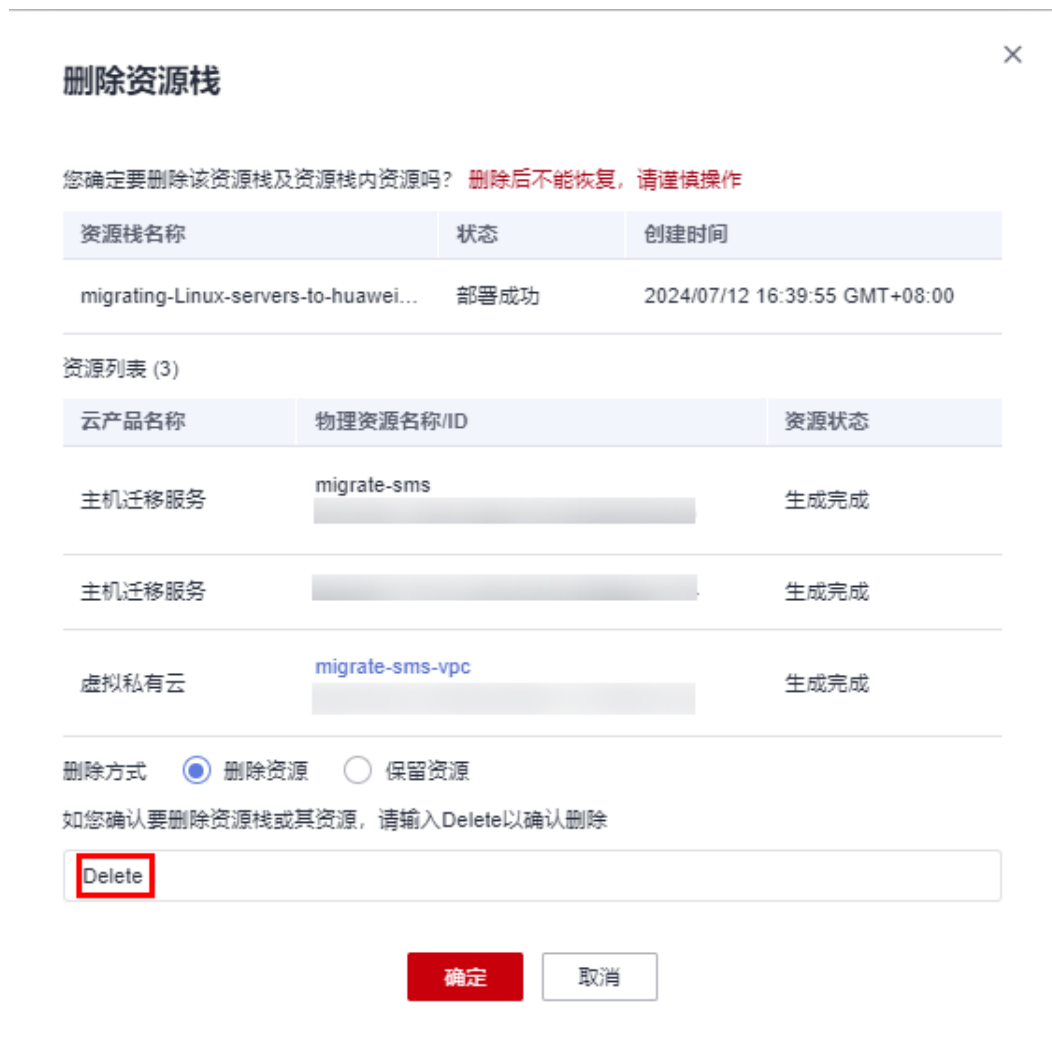 删除资源栈
您确定要删除该资源栈及资源栈内资源吗？ 删除后不能恢复，请谨慎操作
资源栈名称 状态 创建时间
migrating-Linux-servers-to-huawei... 部署成功 2024/07/12 16:39:55 GMT+08:00
资源列表 (3)
云产品名称 物理资源名称/ID 资源状态
migrate-sms
主机迁移服务 生成完成
主机迁移服务 生成完成
migrate-sms-vpc
虚拟私有云 生成完成
删除方式 删除资源 保留资源
如您确认要删除资源栈或其资源，请输入Delete以确认删除
Delete
确定 取消